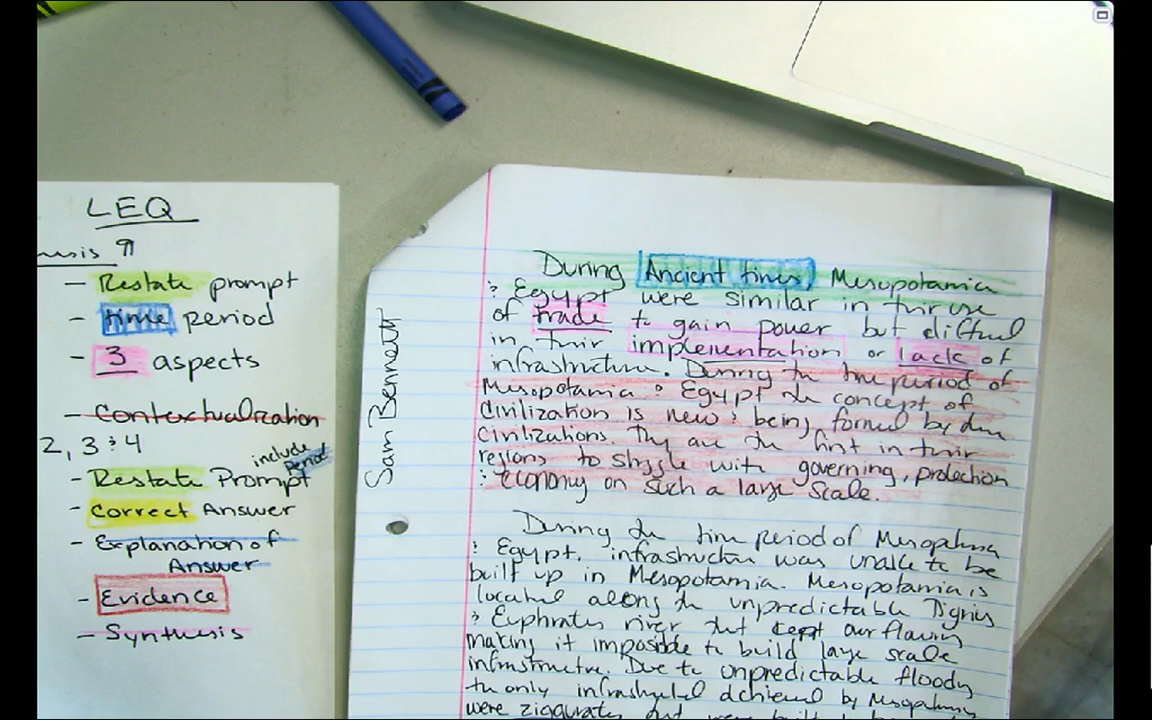 LEQ
- Restate prompt
- time period
- 3 aspects
- Contextualization
2, 3 & 4
include period
- Restate Prompt
- Correct Answer
- Explanation of
Answer
- Evidence
- Synthesis
San Bennett
During Ancient times, Mesopotamia
& Egypt were similar in their use
of trade to gain power but differed
in their implementation or lack of
infrastructure. During the time period of
Mesopotamia & Egypt the concept of
civilization is new & being formed by
civilizations. They are the first in their
regions to struggle with governing, protection
& economy on such a large scale.
During the time period of Mesopotamia
& Egypt, infrastructure was unable to be
built up in Mesopotamia. Mesopotamia is
located along the unpredictable Tigris
& Euphrates river that kept
making it impossible to build large scale
infrastructure. Due to unpredictable
the only infrastructure achieved by Mesopotamia
were ziggurats but were built